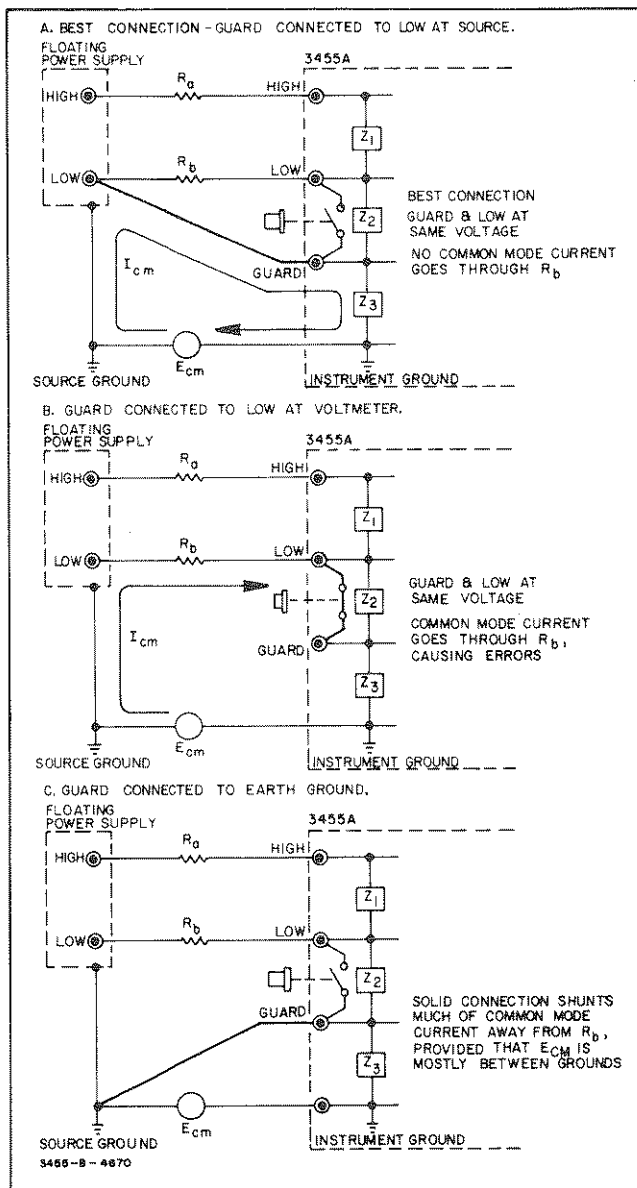 A. BEST CONNECTION - GUARD CONNECTED TO LOW AT SOURCE.
FLOATING
POWER SUPPLY
3455A
HIGH
Ra
HIGH
Z1
LOW
Rb
LOW
Z2
BEST CONNECTION
GUARD & LOW AT
SAME VOLTAGE
NO COMMON MODE CURRENT
GOES THROUGH Rb
Icm
GUARD
Z3
Ecm
SOURCE GROUND
INSTRUMENT GROUND
B. GUARD CONNECTED TO LOW AT VOLTMETER.
FLOATING
POWER SUPPLY
3455A
HIGH
Ra
HIGH
Z1
LOW
Rb
LOW
Z2
GUARD & LOW AT
SAME VOLTAGE
COMMON MODE CURRENT
GOES THROUGH Rb,
CAUSING ERRORS
Icm
GUARD
Z3
Ecm
SOURCE GROUND
INSTRUMENT GROUND
C. GUARD CONNECTED TO EARTH GROUND.
FLOATING
POWER SUPPLY
3455A
HIGH
Ra
HIGH
Z1
LOW
Rb
LOW
Z2
GUARD
SOLID CONNECTION SHUNTS
MUCH OF COMMON MODE
CURRENT AWAY FROM Rb,
PROVIDED THAT ECM IS
MOSTLY BETWEEN GROUNDS
Z3
Ecm
SOURCE GROUND
INSTRUMENT GROUND
3455-B-4670